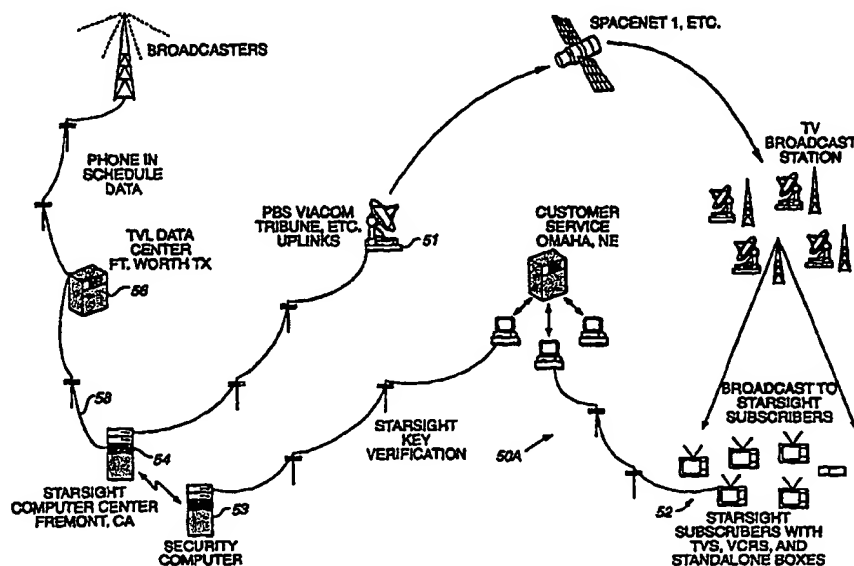 BROADCASTERS
SPACENET 1, ETC.
PHONE IN
SCHEDULE
DATA
TV
BROADCAST
STATION
PBS VIACOM
TRIBUNE, ETC.
UPLINKS
51
CUSTOMER
SERVICE
OMAHA, NE
TVL DATA
CENTER
FT. WORTH TX
56
58
STARSIGHT
KEY
VERIFICATION
50A
BROADCAST TO
STARSIGHT
SUBSCRIBERS
54
STARSIGHT
COMPUTER CENTER
FREMONT, CA
53
SECURITY
COMPUTER
52
STARSIGHT
SUBSCRIBERS WITH
TVS, VCRS, AND
STANDALONE BOXES